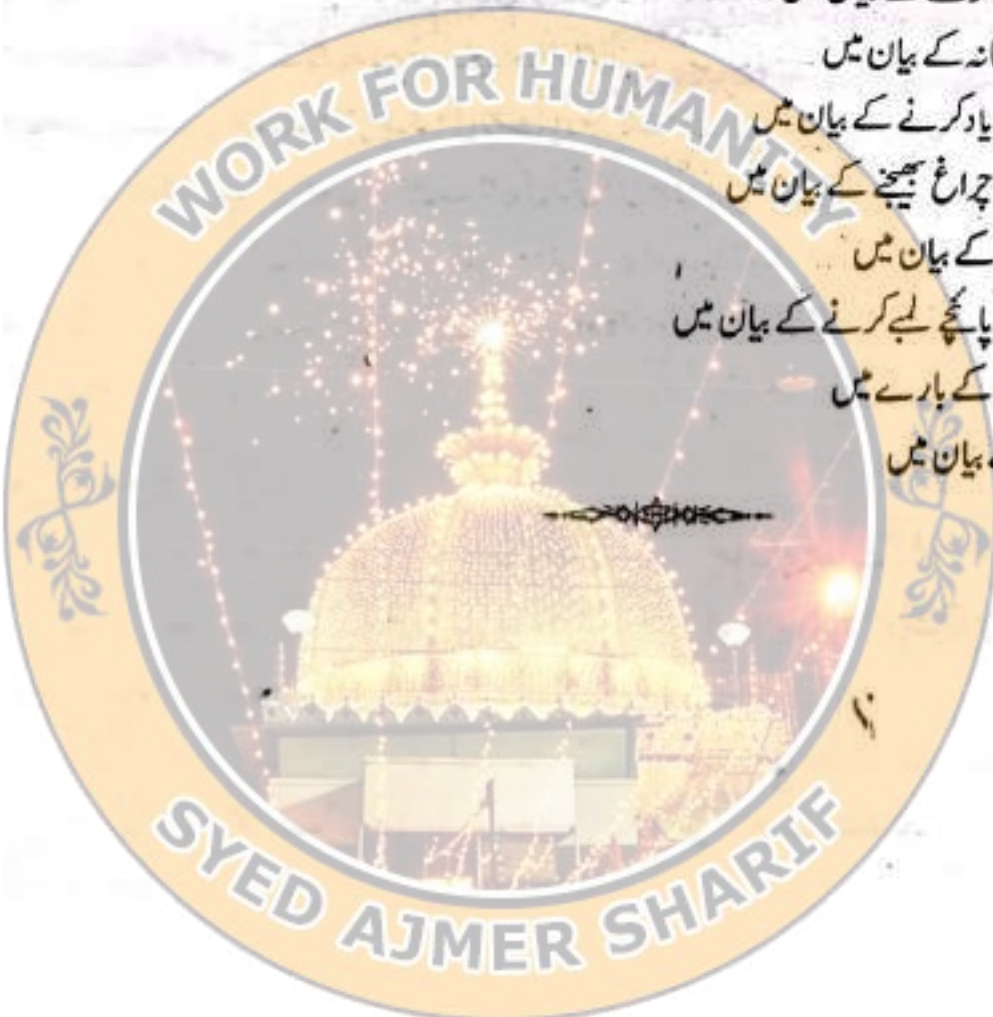 WORK FOR HUMANITY
کے بیان میں
یاد کرنے کے بیان میں
چراغ بھیجنے کے بیان میں
کے بیان میں
پائچے لمبے کرنے کے بیان میں
کے بارے میں
بیان میں
SYED AJMER SHARIF